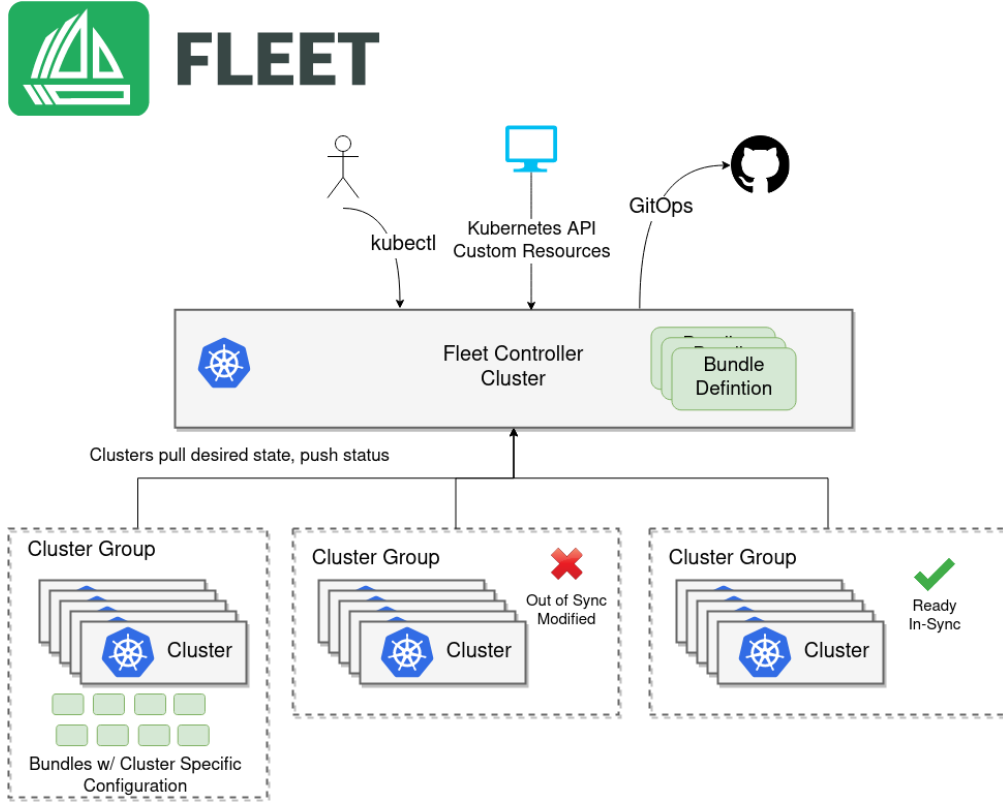 FLEET
kubectl
Kubernetes API
Custom Resources
GitOps
Fleet Controller
Cluster
Bundle
Defintion
Clusters pull desired state, push status
Cluster Group
Cluster
Bundles w/ Cluster Specific
Configuration
Cluster Group
Out of Sync
Modified
Cluster
Cluster Group
Ready
In-Sync
Cluster